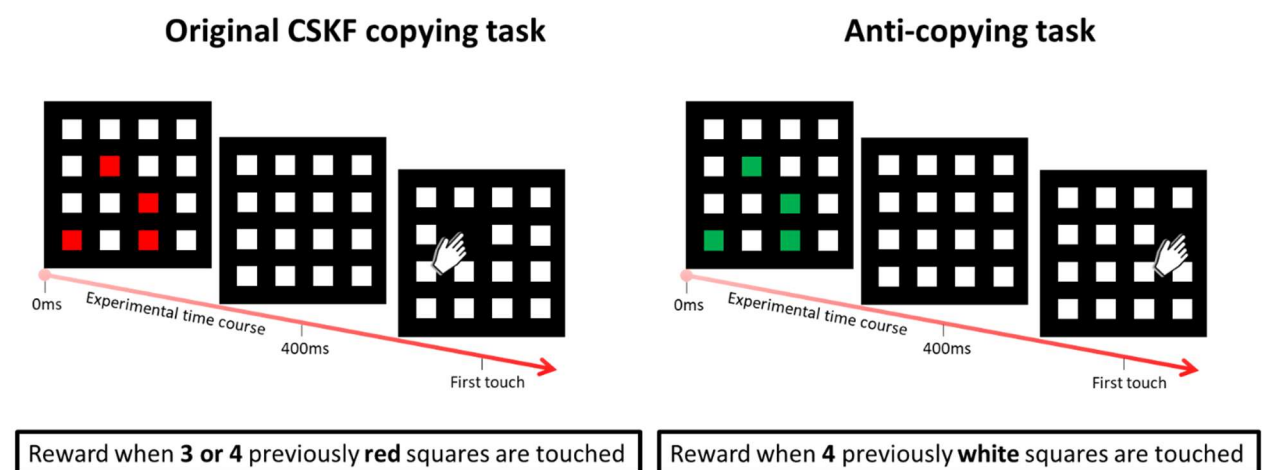 Original CSKF copying task
0ms
Experimental time course
400ms
First touch
Reward when 3 or 4 previously red squares are touched
Anti-copying task
0ms
Experimental time course
400ms
First touch
Reward when 4 previously white squares are touched